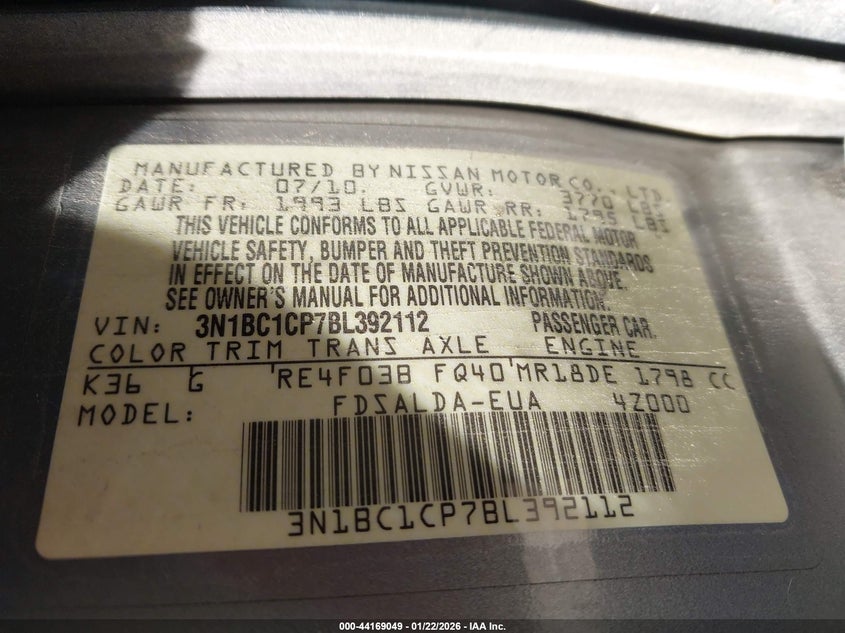 MANUFACTURED BY NISSAN MOTOR CO., LTD
DATE: 07/10. GVWR: 3770 LBS
GAWR FR: 1993 LBS GAWR RR: 1795 LBS
THIS VEHICLE CONFORMS TO ALL APPLICABLE FEDERAL MOTOR
VEHICLE SAFETY, BUMPER AND THEFT PREVENTION STANDARDS
IN EFFECT ON THE DATE OF MANUFACTURE SHOWN ABOVE.
SEE OWNER'S MANUAL FOR ADDITIONAL INFORMATION.
VIN: 3N1BC1CP7BL392112 PASSENGER CAR.
COLOR TRIM TRANS AXLE ENGINE
K36 G RE4F03B FQ40 MR18DE 1798 CC
MODEL: FDSALDA-EUA 4Z000
3N1BC1CP7BL392112
000-44169049 - 01/22/2026 - IAA Inc.